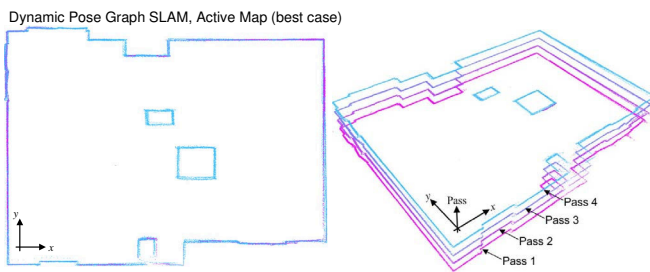 Dynamic Pose Graph SLAM, Active Map (best case)
y
x
y
Pass
x
Pass 4
Pass 3
Pass 2
Pass 1